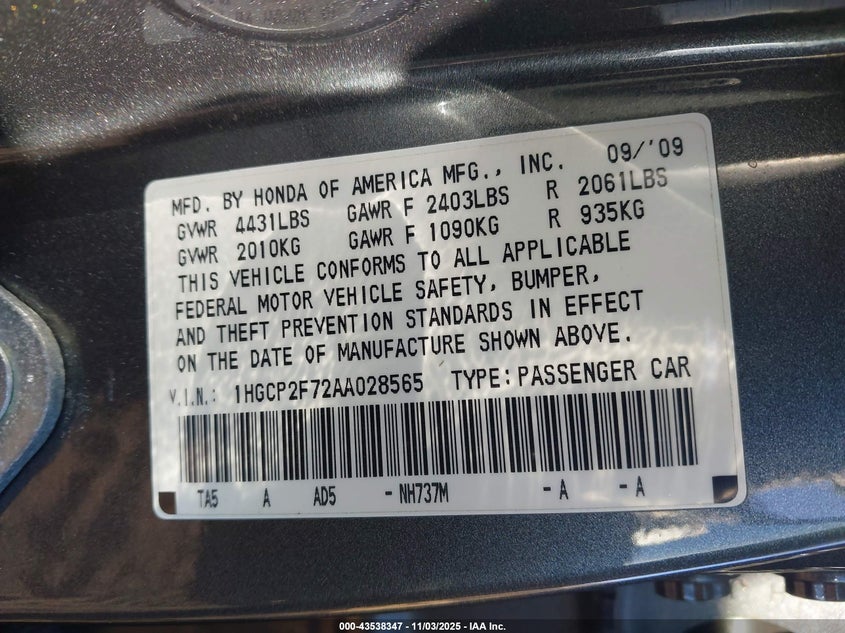 MFD. BY HONDA OF AMERICA MFG., INC. 09/'09
GVWR 4431LBS GAWR F 2403LBS R 2061LBS
GVWR 2010KG GAWR F 1090KG R 935KG
THIS VEHICLE CONFORMS TO ALL APPLICABLE
FEDERAL MOTOR VEHICLE SAFETY, BUMPER,
AND THEFT PREVENTION STANDARDS IN EFFECT
ON THE DATE OF MANUFACTURE SHOWN ABOVE.
V.I.N.: 1HGCP2F72AA028565 TYPE: PASSENGER CAR
TA5 A AD5 - NH737M - A - A
000-43538347 - 11/03/2025 - IAA Inc.